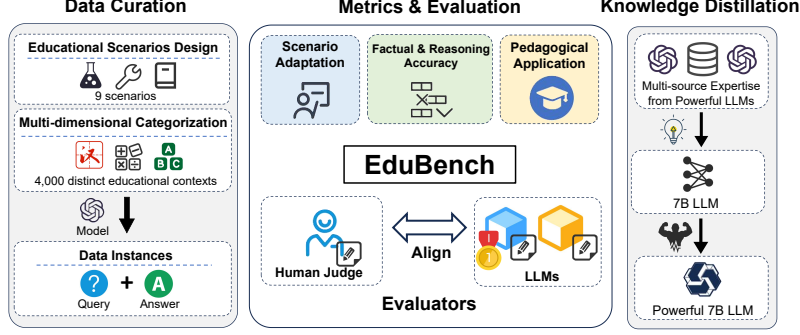 Data Curation
Educational Scenarios Design
9 scenarios
Multi-dimensional Categorization
汉
A
B C
4,000 distinct educational contexts
Model
Data Instances
? + A
Query Answer
Metrics & Evaluation
Scenario
Adaptation
Factual & Reasoning
Accuracy
Pedagogical
Application
EduBench
Human Judge
Align
LLMs
Evaluators
Knowledge Distillation
Multi-source Expertise
from Powerful LLMs
7B LLM
Powerful 7B LLM